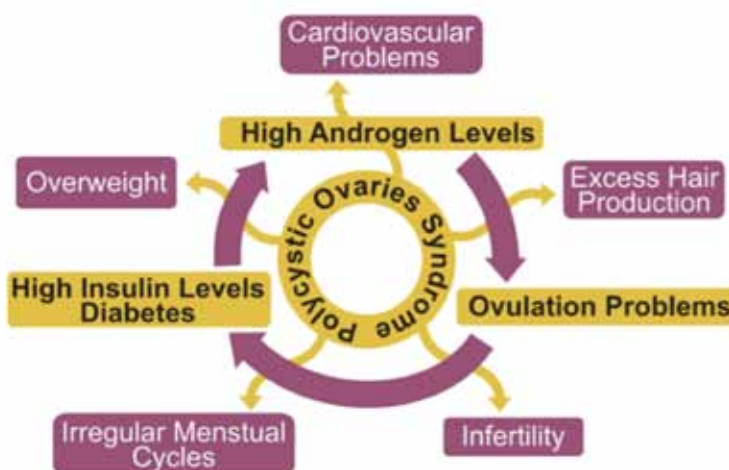 Cardiovascular
Problems
High Androgen Levels
Overweight
Excess Hair
Production
Polycystic Ovaries Syndrome
High Insulin Levels
Diabetes
Ovulation Problems
Irregular Menstual
Cycles
Infertility